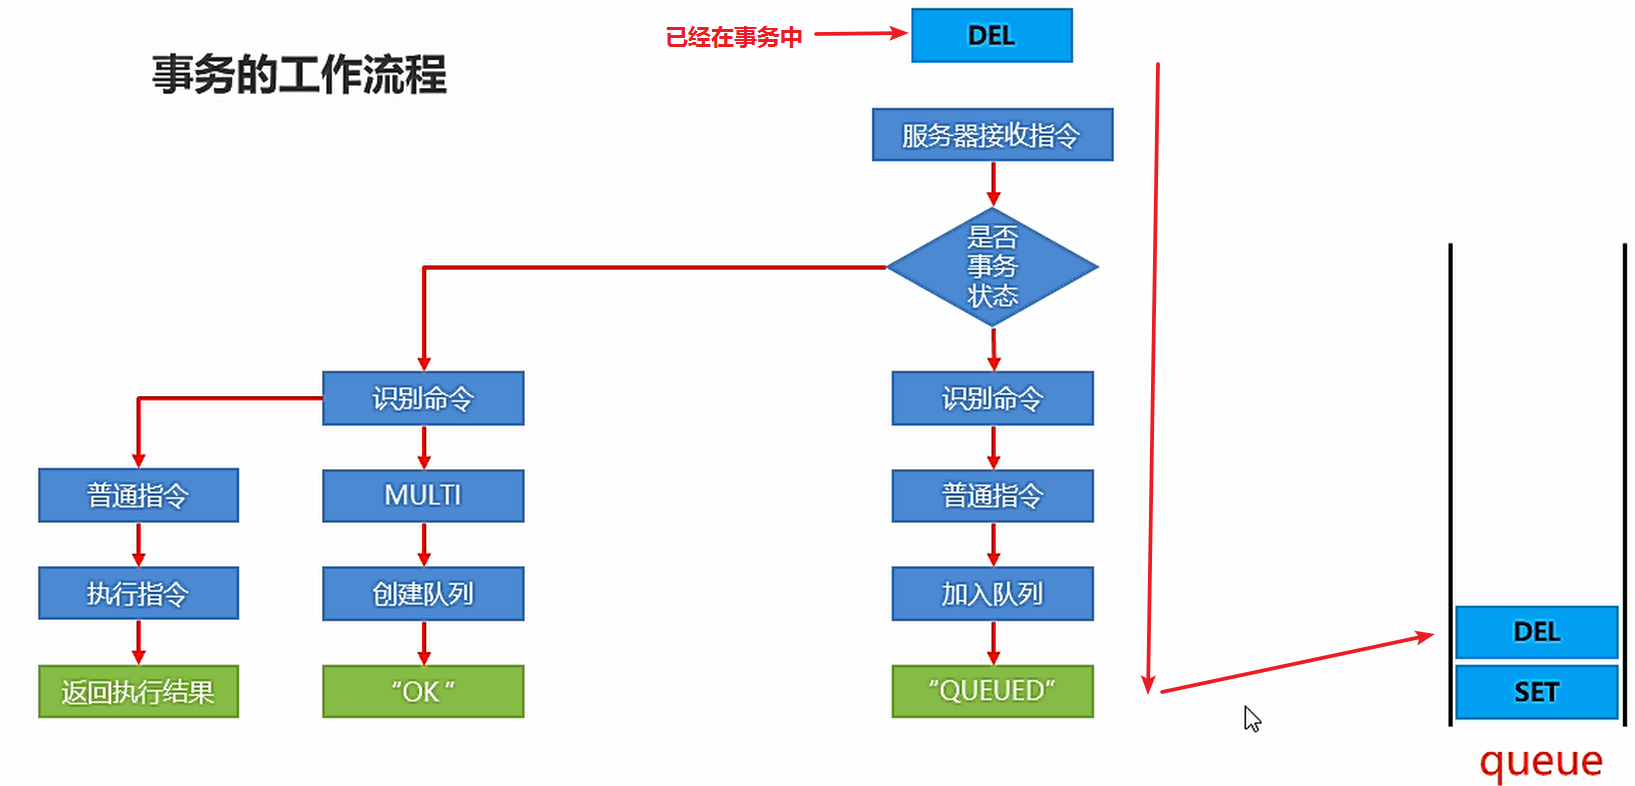 已经在事务中
DEL
事务的工作流程
服务器接收指令
是否
事务
状态
识别命令
识别命令
普通指令
MULTI
普通指令
执行指令
创建队列
加入队列
DEL
返回执行结果
“OK “
“QUEUED”
SET
queue